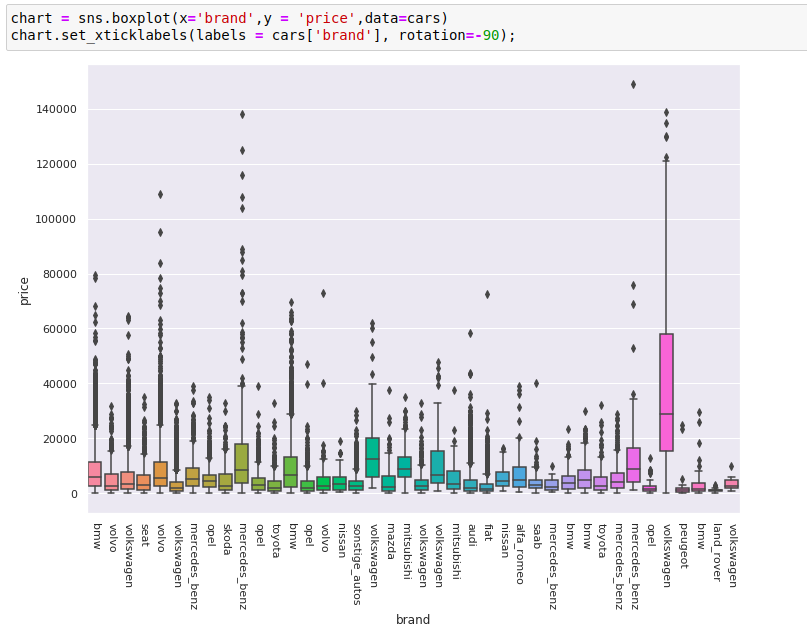 chart = sns.boxplot(x='brand',y = 'price',data=cars)
chart.set_xticklabels(labels = cars['brand'], rotation=-90);
140000
120000
100000
80000
60000
40000
20000
0
price
bmw
volvo
volkswagen
seat
volvo
volkswagen
mercedes_benz
opel
skoda
mercedes_benz
opel
toyota
bmw
opel
volvo
nissan
sonstige_autos
volkswagen
mazda
mitsubishi
volkswagen
volkswagen
mitsubishi
audi
fiat
nissan
alfa_romeo
saab
mercedes_benz
bmw
bmw
toyota
mercedes_benz
mercedes_benz
opel
volkswagen
peugeot
bmw
land_rover
volkswagen
brand